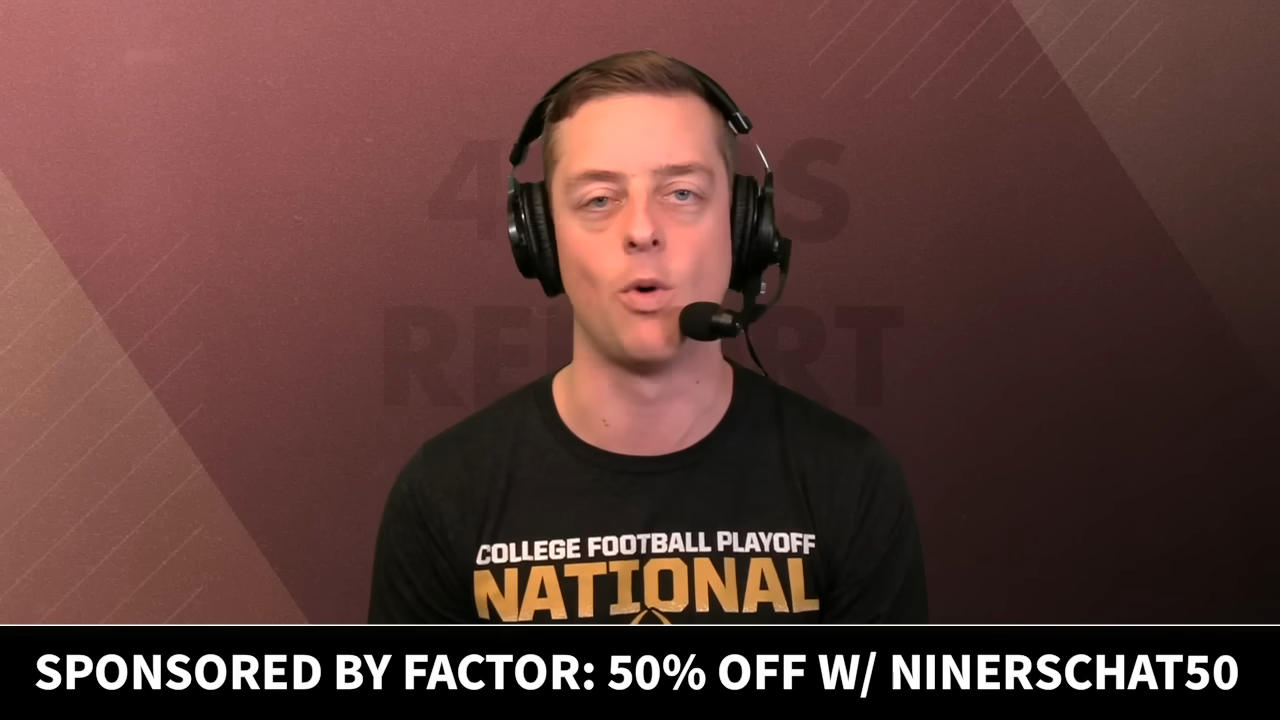 COLLEGE FOOTBALL PLAYOFF
NATIONAL
SPONSORED BY FACTOR: 50% OFF W/ NINERSCHAT50